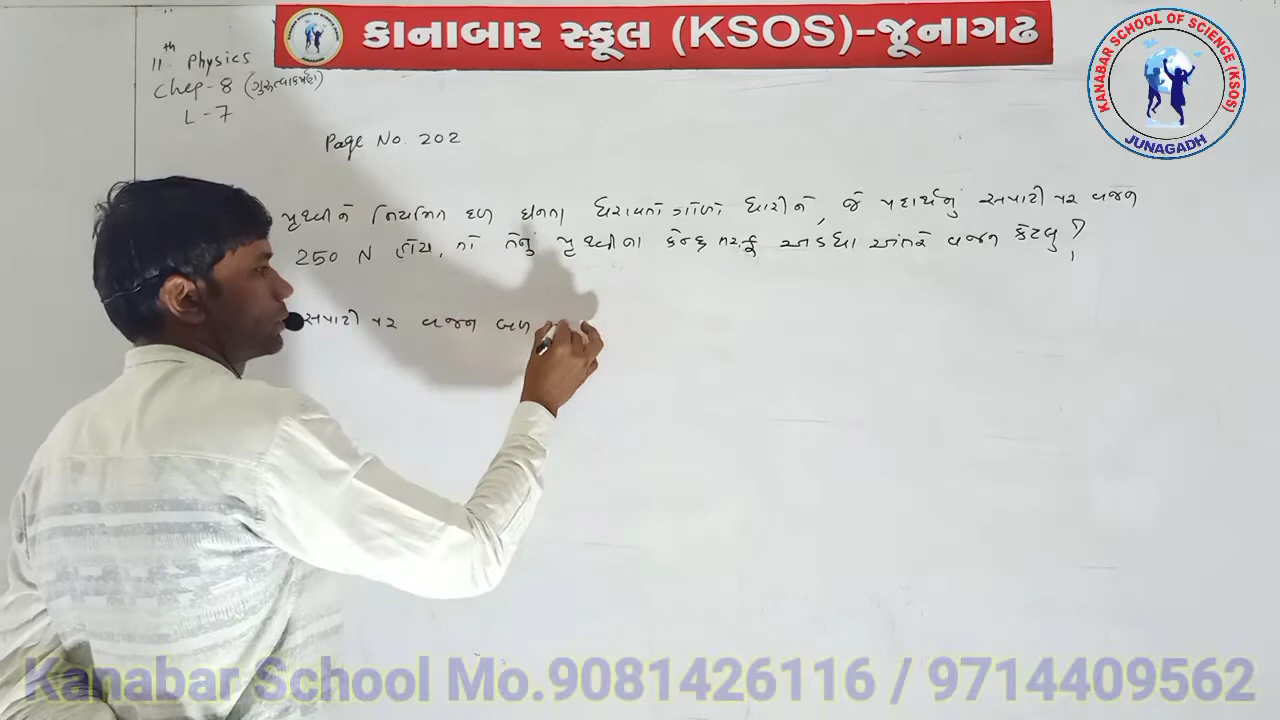 કાનાબાર સ્કૂલ (KSOS)-જૂનાગઢ
KANABAR SCHOOL OF SCIENCE (KSOS)
JUNAGADH
11th Physics
Chep-8 (ગુરુત્વાકર્ષણ)
L-7
Page No. 202
પૃથ્વીને નિયમિત દળ ઘનતા ધરાવતો ગોળો ધારીને, જે પદાર્થનું સપાટી પર વજન
250 N હોય, તો તેનું પૃથ્વીના કેન્દ્ર તરફ અડધા અંતરે વજન કેટલુ?
સપાટી પર વજન બળ
Kanabar School Mo.9081426116 / 9714409562